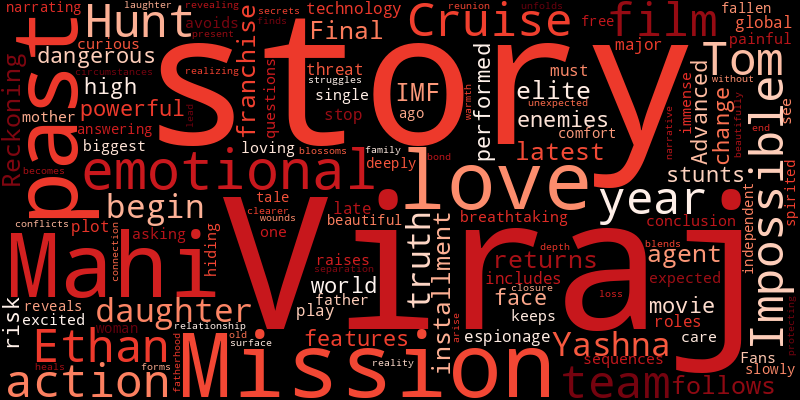 narrating
laughter
revealing
unfolds
reunion
secrets
finds
fallen
Hunt
avoids
technology
Cruise
film
free
global
present
Final
major
painful
curious
dangerous
past
story
franchise
circumstances
realizing
threat
struggles
Tom
must
without
Reckoning
high
questions
single
IMF
elite
performed
unexpected
immense
Advanced
change
beautifully
Impossible
see
mother
powerful
lead
stop
ago
warmth
enemies
answering
comfort
narrative
end
biggest
loving
blossoms
family
bond
latest
becomes
emotional
deeply
love
stunts
year
spirited
conflicts
begin
tale
late
beautiful
clearer
wounds
truth
breathtaking
conclusion
independent
plot
asking
one
Mahi
connection
hiding
Viraj
installment
depth
blends
raises
separation
returns
agent
reveals
world
includes
expected
risk
father
closure
face
loss
movie
excited
daughter
play
keeps
arise
roles
protecting
woman
relationship
old
surface
features
espionage
care
Ethan
reality
Yashna
Fans
heals
forms
fatherhood
sequences
slowly
action
Mission
team
follows